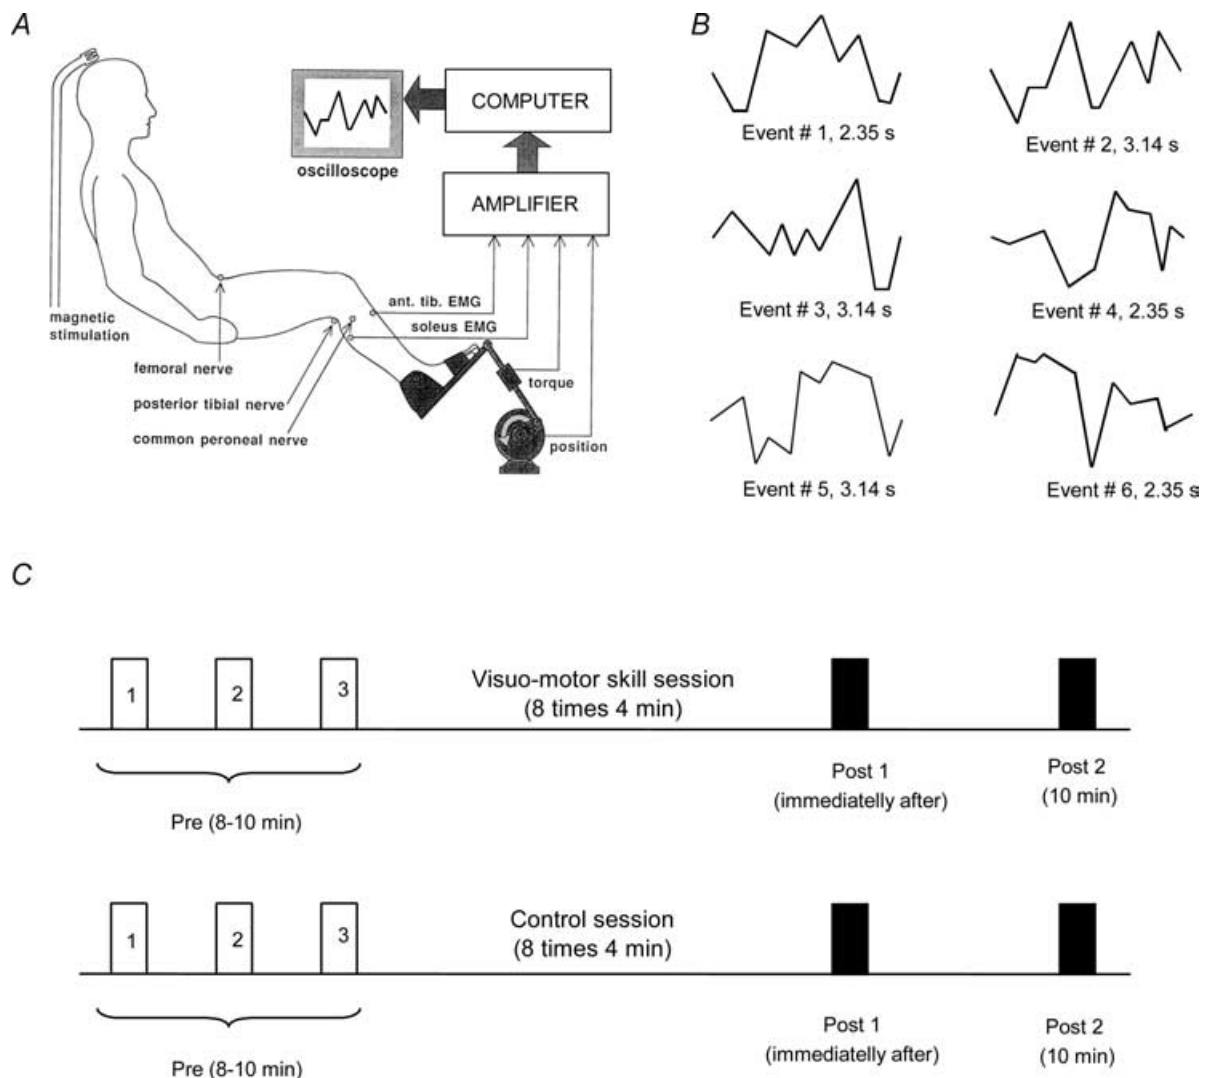 A
B
COMPUTER
oscilloscope
AMPLIFIER
magnetic
stimulation
ant. tib. EMG
soleus EMG
femoral nerve
torque
posterior tibial nerve
common peroneal nerve
position
Event # 1, 2.35 s
Event # 2, 3.14 s
Event # 3, 3.14 s
Event # 4, 2.35 s
Event # 5, 3.14 s
Event # 6, 2.35 s
C
1
2
3
Visuo-motor skill session
(8 times 4 min)
Pre (8-10 min)
Post 1
(immediatelly after)
Post 2
(10 min)
1
2
3
Control session
(8 times 4 min)
Pre (8-10 min)
Post 1
(immediatelly after)
Post 2
(10 min)